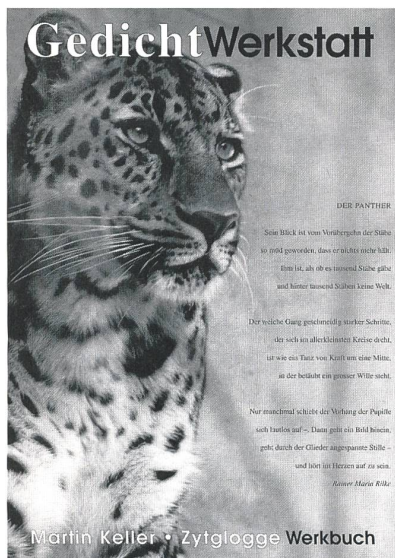 GedichtWerkstatt
DER PANTHER
Sein Blick ist vom Vorübergehn der Stäbe
so müd geworden, dass er nichts mehr hält.
Ihm ist, als ob es tausend Stäbe gäbe
und hinter tausend Stäben keine Welt.
Der weiche Gang geschmeidig starker Schritte,
der sich im allerkleinsten Kreise dreht,
ist wie ein Tanz von Kraft um eine Mitte,
in der betäubt ein grosser Wille steht.
Nur manchmal schiebt der Vorhang der Pupille
sich lautlos auf –. Dann geht ein Bild hinein,
geht durch der Glieder angespannte Stille –
und hört im Herzen auf zu sein.
Rainer Maria Rilke
Martin Keller • Zytglogge Werkbuch